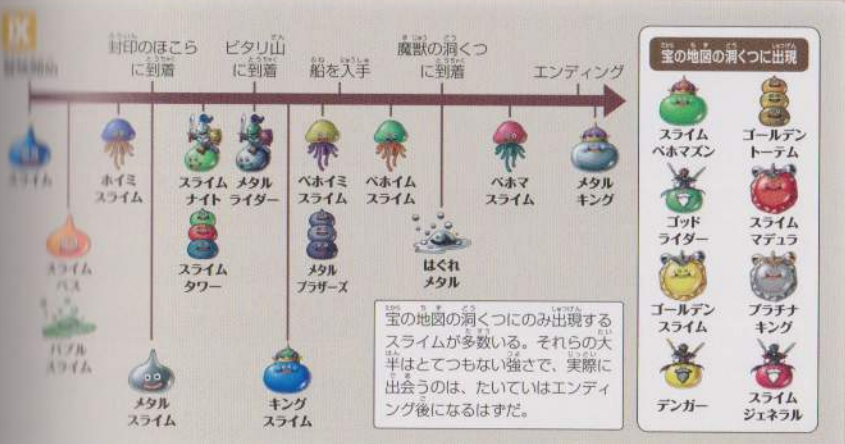 IX
冒険開始
封印のほこら
に到着
ビタリ山
に到着
船を入手
魔獣の洞くつ
に到着
エンディング
スライム
スライム
ベス
バブル
スライム
ホイミ
スライム
メタル
スライム
スライム
ナイト
スライム
タワー
メタル
ライダー
キング
スライム
ベホイミ
スライム
メタル
ブラザーズ
ベホイム
スライム
はぐれ
メタル
ベホマ
スライム
メタル
キング
宝の地図の洞くつにのみ出現する
スライムが多数いる。それらの大
半はとてつもない強さで、実際に
出会うのは、たいていはエンディ
ング後になるはずだ。
宝の地図の洞くつに出現
スライム
ベホマズン
ゴールデン
トーテム
ゴッド
ライダー
スライム
マデュラ
ゴールデン
スライム
プラチナ
キング
デンガー
スライム
ジェネラル